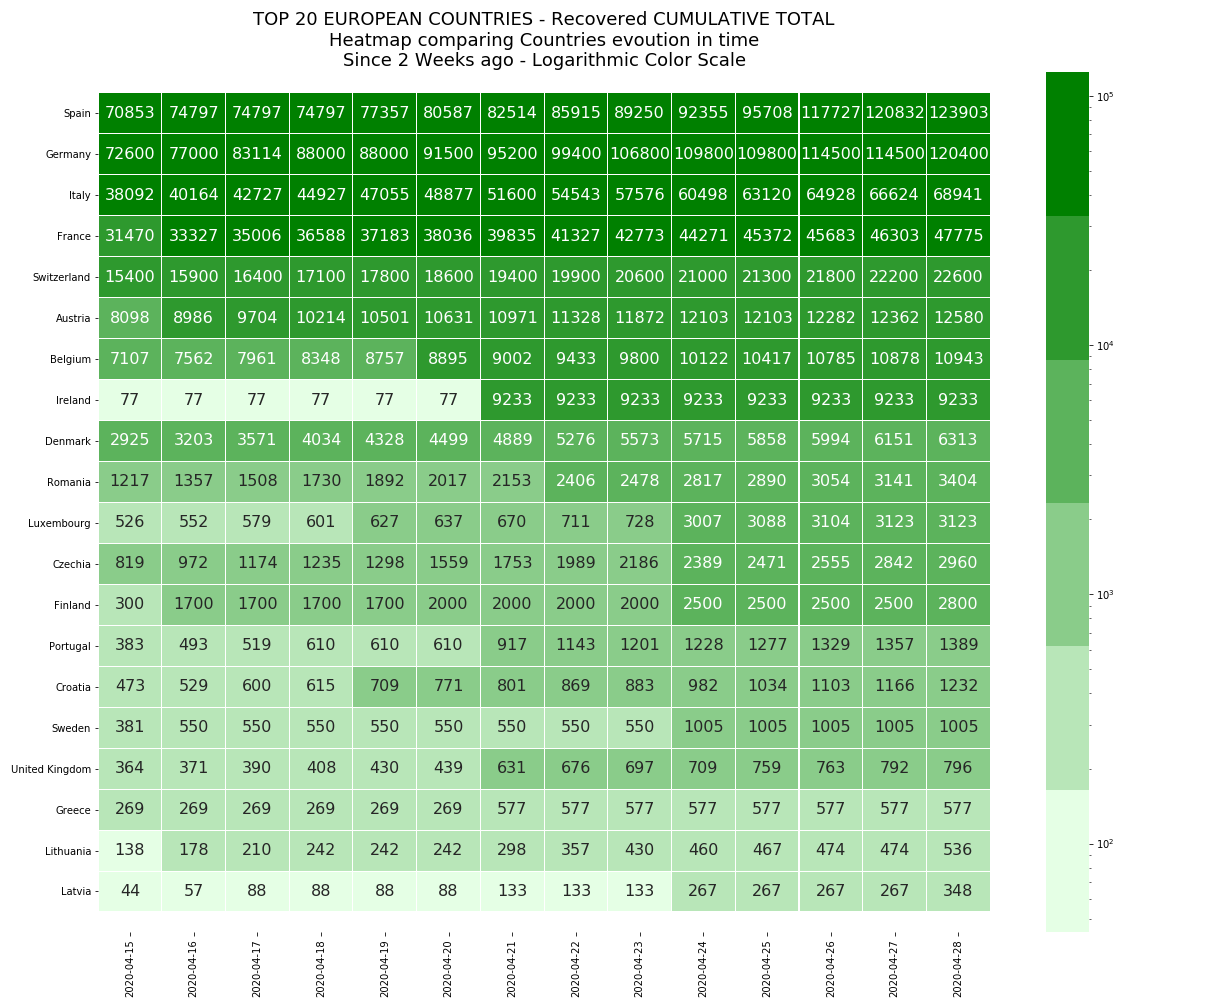 TOP 20 EUROPEAN COUNTRIES - Recovered CUMULATIVE TOTAL
Heatmap comparing Countries evoution in time
Since 2 Weeks ago - Logarithmic Color Scale
Spain 70853 74797 74797 74797 77357 80587 82514 85915 89250 92355 95708 117727 120832 123903
Germany 72600 77000 83114 88000 88000 91500 95200 99400 106800 109800 109800 114500 114500 120400
Italy 38092 40164 42727 44927 47055 48877 51600 54543 57576 60498 63120 64928 66624 68941
France 31470 33327 35006 36588 37183 38036 39835 41327 42773 44271 45372 45683 46303 47775
Switzerland 15400 15900 16400 17100 17800 18600 19400 19900 20600 21000 21300 21800 22200 22600
Austria 8098 8986 9704 10214 10501 10631 10971 11328 11872 12103 12103 12282 12362 12580
Belgium 7107 7562 7961 8348 8757 8895 9002 9433 9800 10122 10417 10785 10878 10943
Ireland 77 77 77 77 77 77 9233 9233 9233 9233 9233 9233 9233 9233
Denmark 2925 3203 3571 4034 4328 4499 4889 5276 5573 5715 5858 5994 6151 6313
Romania 1217 1357 1508 1730 1892 2017 2153 2406 2478 2817 2890 3054 3141 3404
Luxembourg 526 552 579 601 627 637 670 711 728 3007 3088 3104 3123 3123
Czechia 819 972 1174 1235 1298 1559 1753 1989 2186 2389 2471 2555 2842 2960
Finland 300 1700 1700 1700 1700 2000 2000 2000 2000 2500 2500 2500 2500 2800
Portugal 383 493 519 610 610 610 917 1143 1201 1228 1277 1329 1357 1389
Croatia 473 529 600 615 709 771 801 869 883 982 1034 1103 1166 1232
Sweden 381 550 550 550 550 550 550 550 550 1005 1005 1005 1005 1005
United Kingdom 364 371 390 408 430 439 631 676 697 709 759 763 792 796
Greece 269 269 269 269 269 269 577 577 577 577 577 577 577 577
Lithuania 138 178 210 242 242 242 298 357 430 460 467 474 474 536
Latvia 44 57 88 88 88 88 133 133 133 267 267 267 267 348
2020-04-15 2020-04-16 2020-04-17 2020-04-18 2020-04-19 2020-04-20 2020-04-21 2020-04-22 2020-04-23 2020-04-24 2020-04-25 2020-04-26 2020-04-27 2020-04-28
10⁵
10⁴
10³
10²